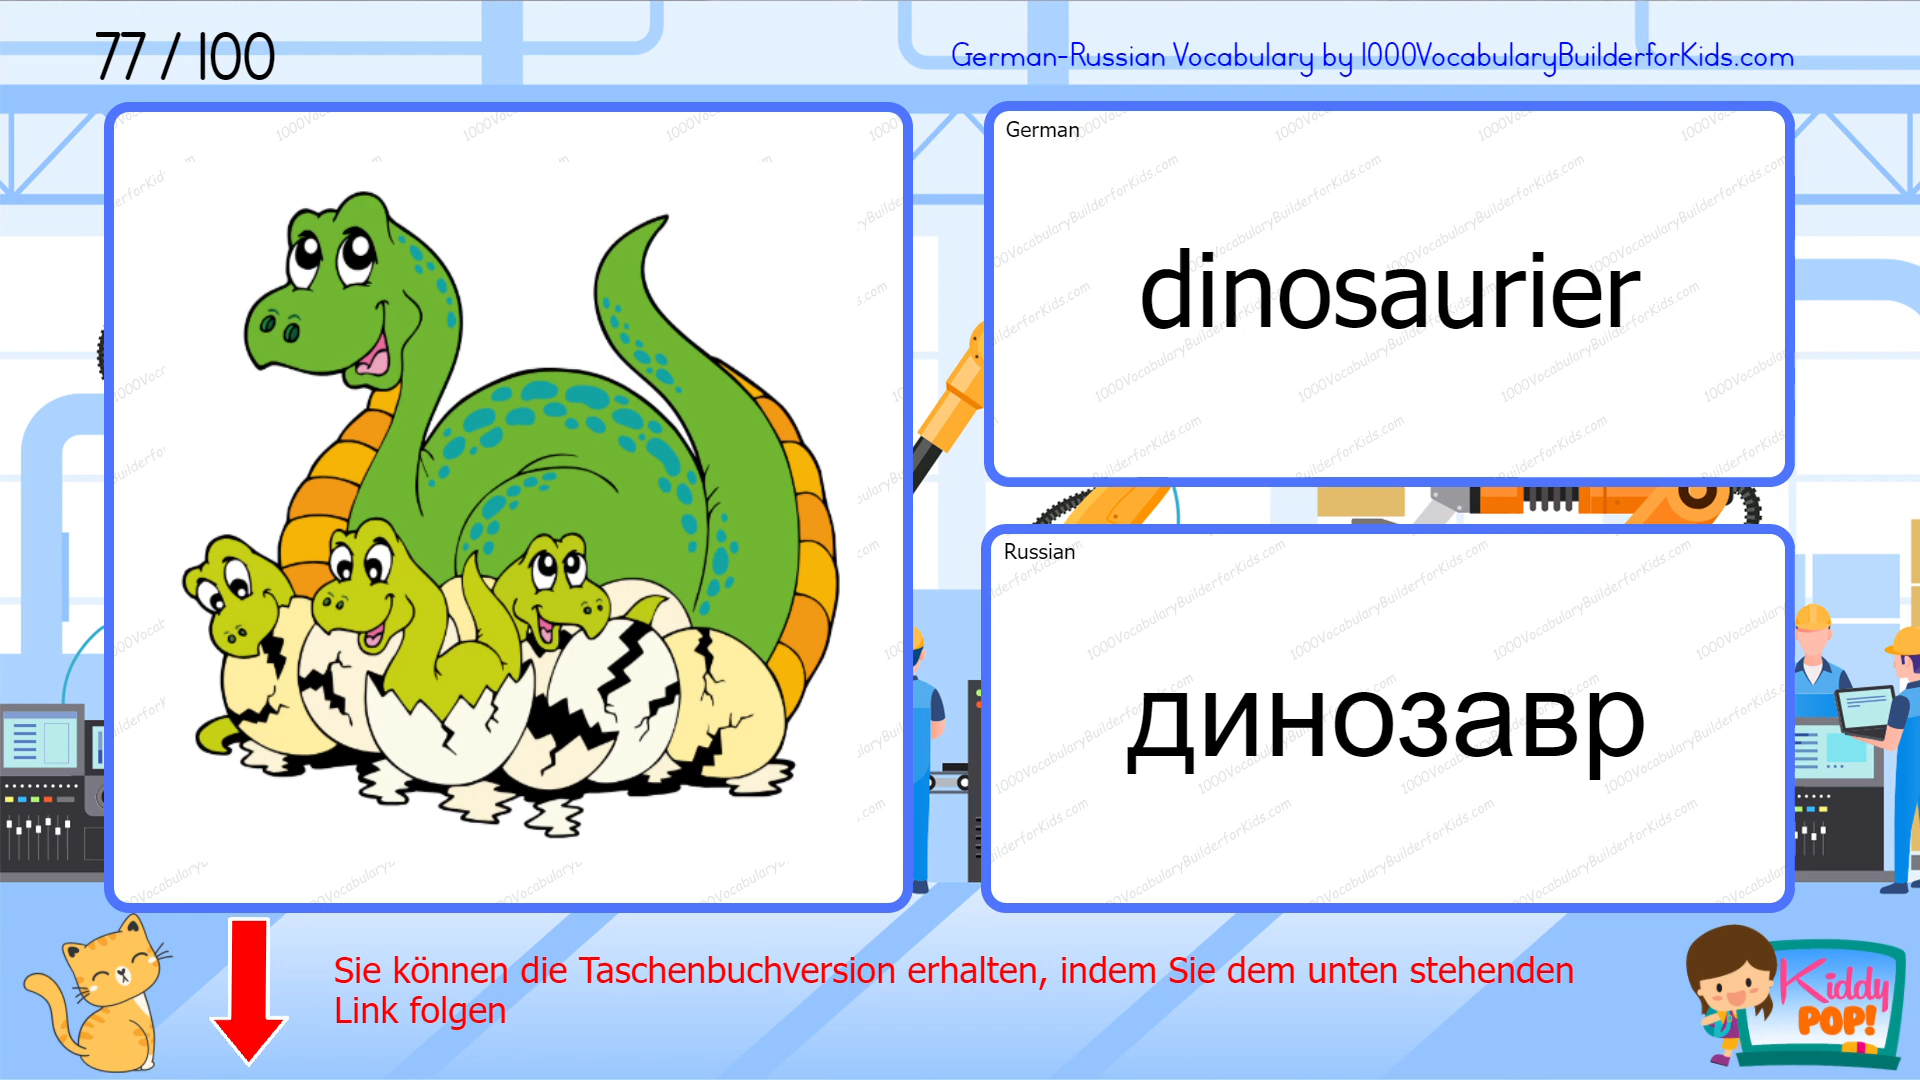 77 / 100
German-Russian Vocabulary by 1000VocabularyBuilderforKids.com
German
dinosaurier
Russian
динозавр
Sie können die Taschenbuchversion erhalten, indem Sie dem unten stehenden
Link folgen
Kiddy
POP!